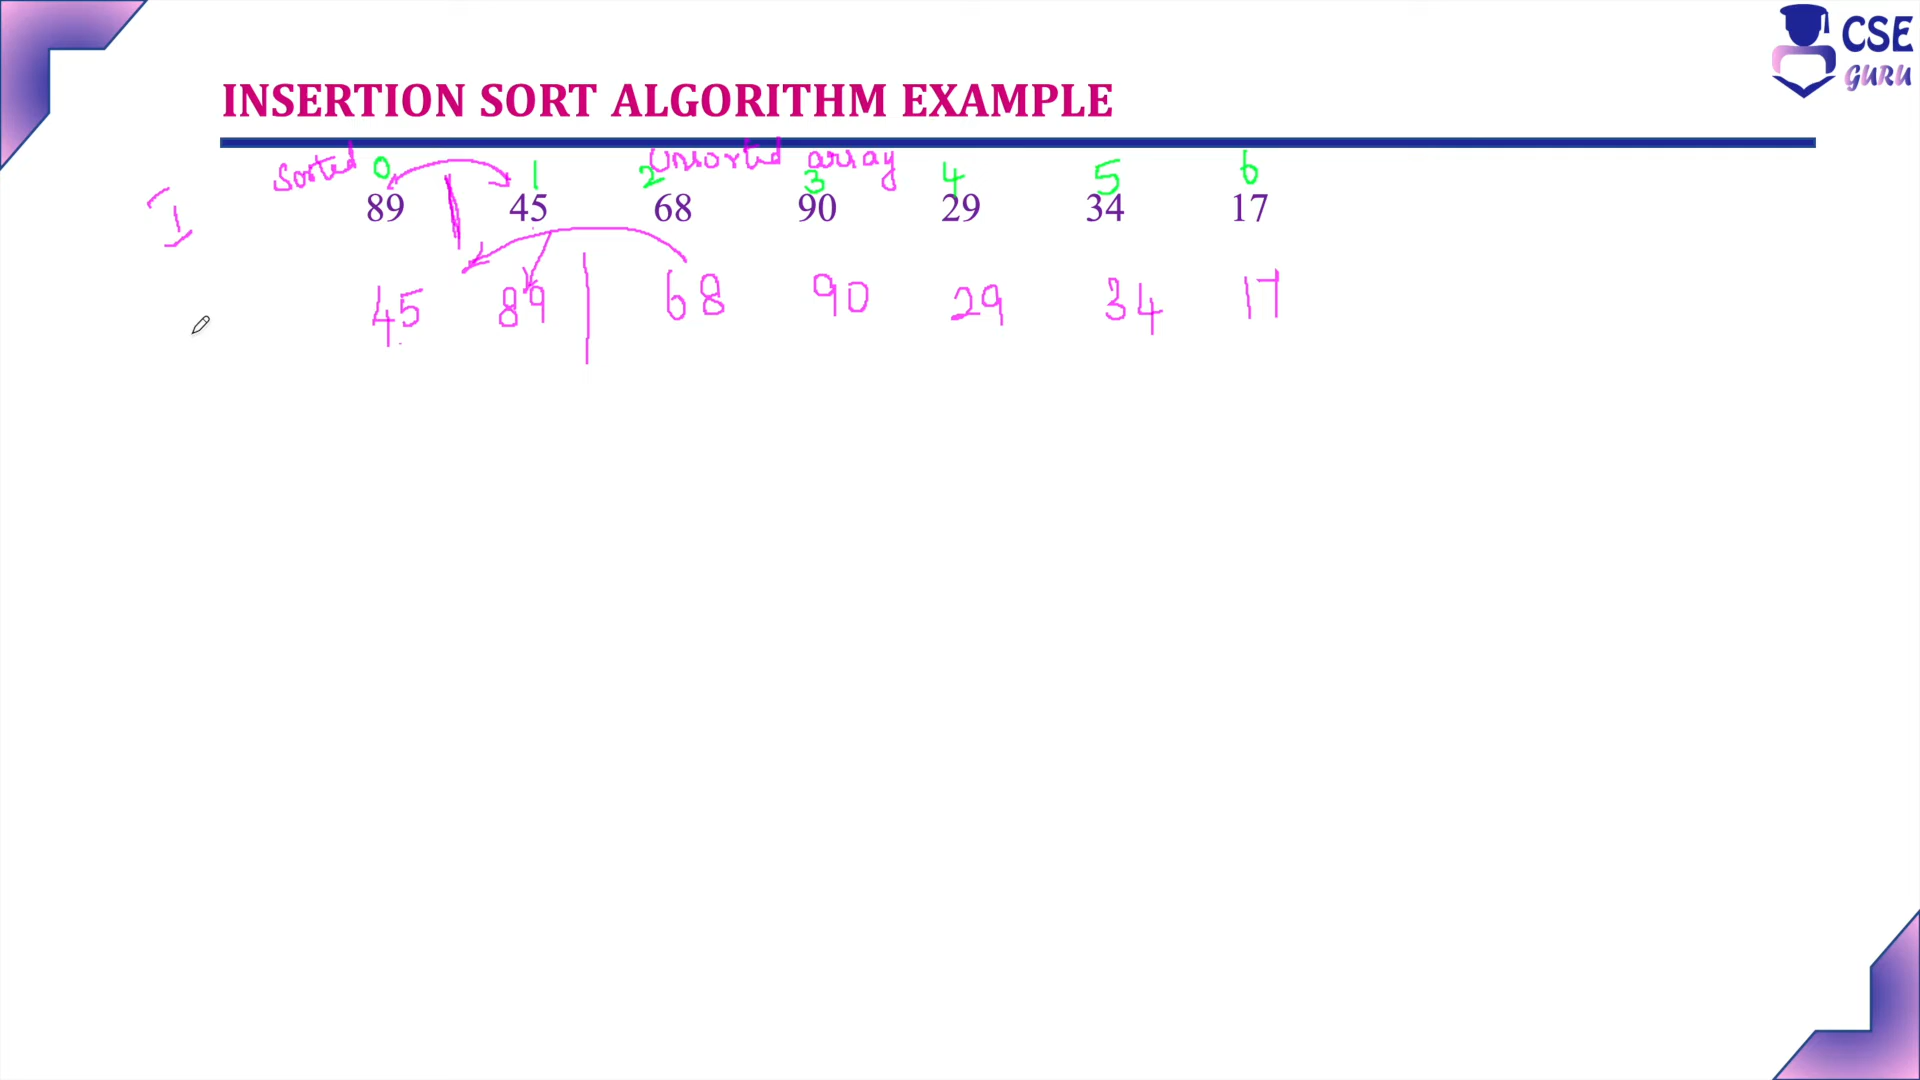 CSE
GURU
INSERTION SORT ALGORITHM EXAMPLE
Sorted Unsorted array
0 1 2 3 4 5 6
I 89 45 68 90 29 34 17
45 89 68 90 29 34 17